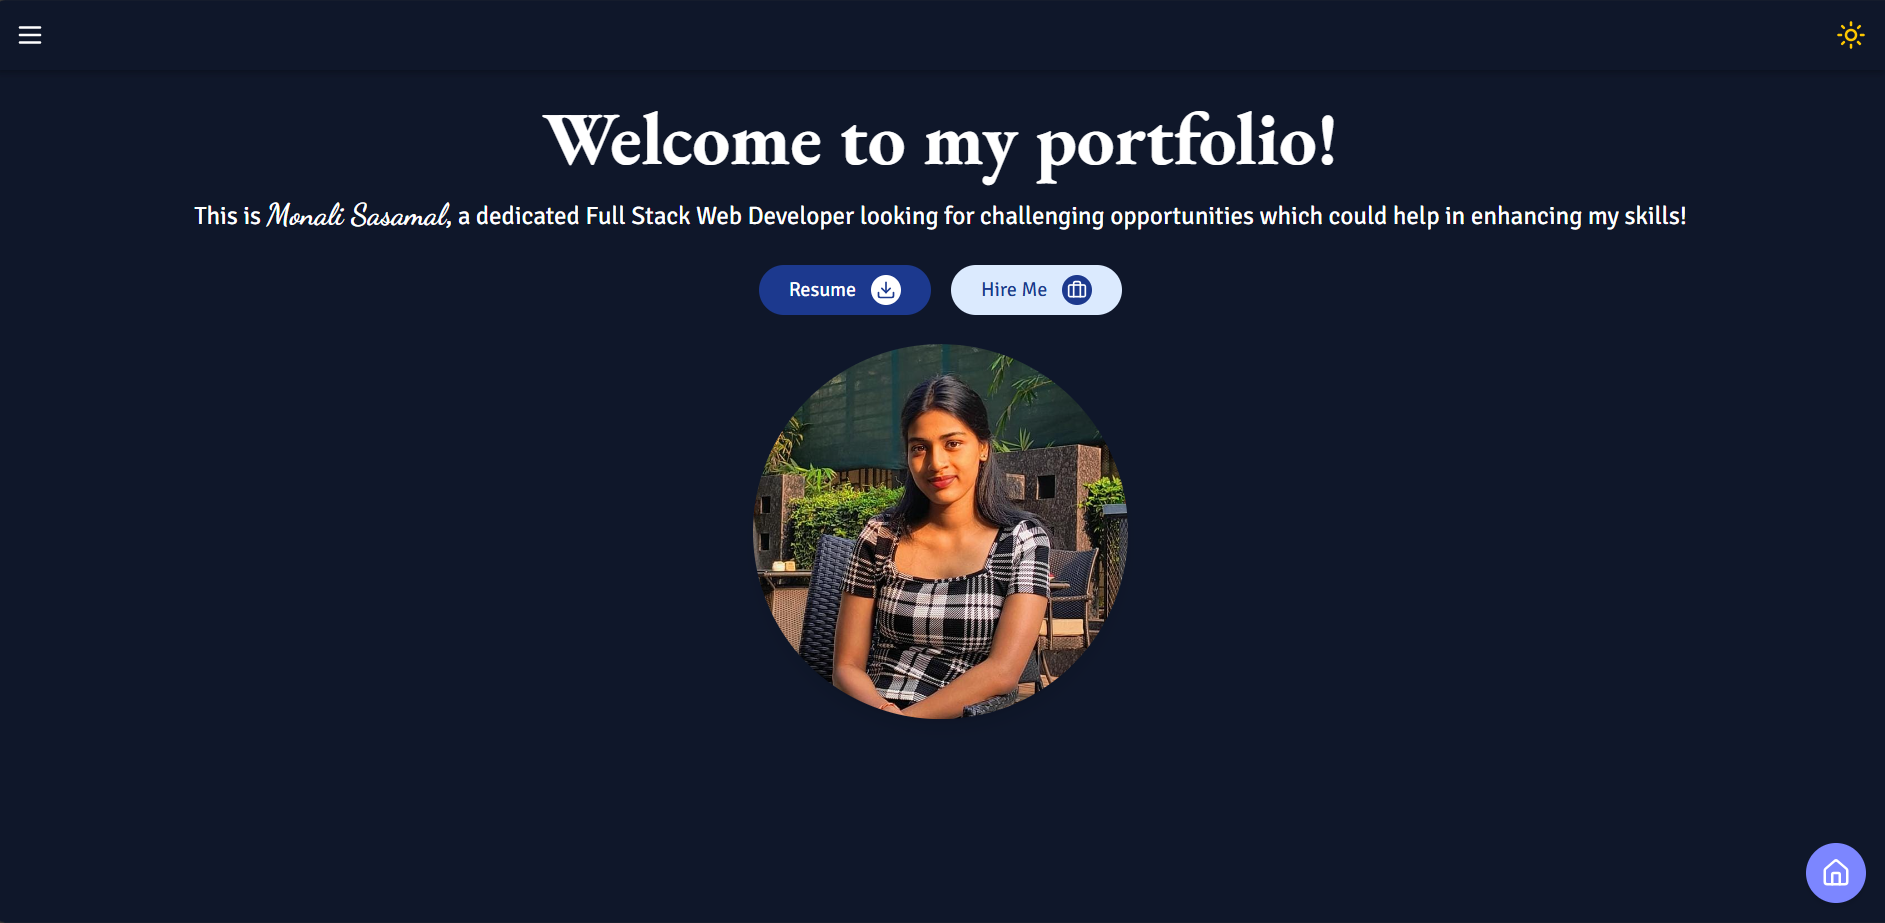 Welcome to my portfolio!
This is Monali Sasamal, a dedicated Full Stack Web Developer looking for challenging opportunities which could help in enhancing my skills!
Resume
Hire Me